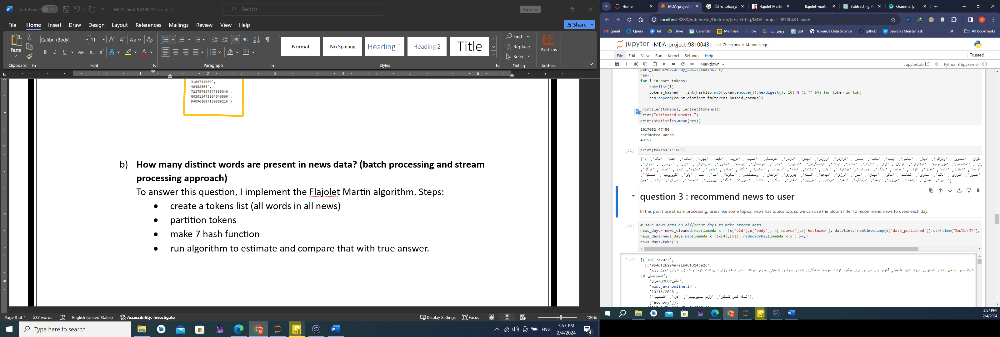 AutoSave Off MDA-hw3-98100431.docx Search Sign in
File Home Insert Draw Design Layout References Mailings Review View Help Share
Calibri (Body) 11 Aa
Normal No Spacing Heading 1 Heading 2 Title
Find
Replace
Select
Paste Add-ins
Clipboard Font Paragraph Styles Editing Add-ins
1 2 3 4 5 6
'3189754680',
'46482865',
'722757627877335040',
'802011472964546560',
'940962097130889216'}
b) How many distinct words are present in news data? (batch processing and stream
processing approach)
To answer this question, I implement the Flajolet Martin algorithm. Steps:
• create a tokens list (all words in all news)
• partition tokens
• make 7 hash function
• run algorithm to estimate and compare that with true answer.
Page 3 of 4 587 words English (United States) Accessibility: Investigate Display Settings Focus 180%
Type here to search
ENG 3:57 PM
2/4/2024 4
Home MDA-project- ترجیحات به انگلـ Flajolet Martin flajolet-martin Subtracting Va Grammarly
localhost:8888/notebooks/Desktop/project-big/MDA-project-98100431.ipynb
gmail Quera Tel Drive Calendar Memrise cw ورزش سه gpt Towards Data Science github Search | MeisterTask All Bookmarks
jupyter MDA-project-98100431 Last Checkpoint: 14 hours ago
File Edit View Run Kernel Settings Help Trusted
Markdown JupyterLab Python 3 (ipykernel)
part_tokens=np.array_split(tokens, 3)
res=[]
for i in part_tokens:
tok=list(i)
tokens_hashed = [int(hashlib.md5(token.encode()).hexdigest(), 16) % (2 ** 64) for token in tok]
res.append(count_distinct_fm(tokens_hashed,params))
print(len(tokens), len(set(tokens)))
print("estimated words: ")
print(statistics.mean(res))
1017082 47456
estimated words:
49152
[52]: print(tokens[1:100])
question 3 : recommend news to user
In this part I use stream processing. users like some topics. news has topics too. so we can use the bloom filter to recommend news to users each day.
[31]: # save news data on different days to make stream data.
news_days= news_cleaned.map(lambda x : (x['uid'],x['body'], x['source'],x['hostname'], datetime.fromtimestamp(x['date_published']).strftime("%m/%d/%Y"),
news_days=news_days.map(lambda x :(x[4],[x])).reduceByKey(lambda x,y : x+y)
news_days.take(1)
[31]: [('10/13/2023',
[('9b4df26294a7a1b48f314ca2c',
'شبکهٔ قدس فلسطین انتشار تصاویری نوزاد شهید فلسطینی آغوش پدر شهیدش قرار میگیرد نوشت هواپیما اشغالگران کودکان نوزادان فلسطینی بمباران میکنند اساس اعلام وزارت بهداشت غزه کودک زن شهدای تجاوز رژیم
صهیونیستی غزه',
'جوان\u200cآنلاین',
'www.javanonline.ir',
'10/13/2023',
['شبکهٔ قدس فلسطین', 'رژیم صهیونیستی', 'غزه', 'فلسطینی'],
['economy']),
3:57 PM
2/4/2024